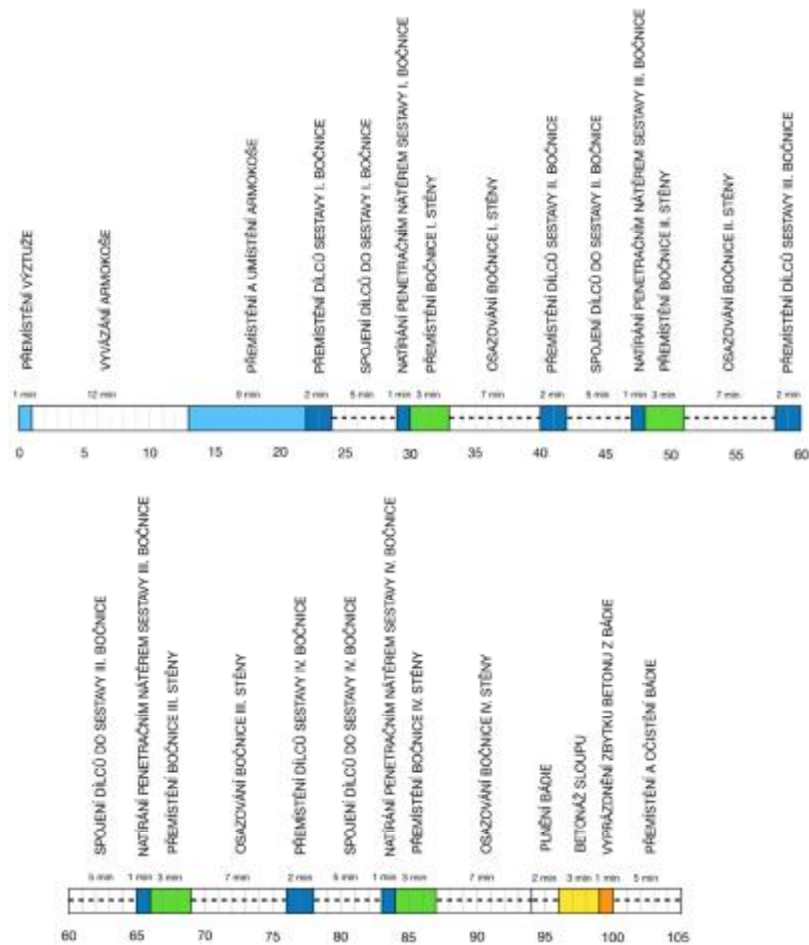 PŘEMÍSTĚNÍ VÝZTUŽE
VYVÁZÁNÍ ARMOKOŠE
PŘEMÍSTĚNÍ A UMÍSTĚNÍ ARMOKOŠE
PŘEMÍSTĚNÍ DÍLCŮ SESTAVY I. BOČNICE
SPOJENÍ DÍLCŮ DO SESTAVY I. BOČNICE
NATÍRÁNÍ PENETRAČNÍM NÁTĚREM SESTAVY I. BOČNICE
PŘEMÍSTĚNÍ BOČNICE I. STĚNY
OSAZOVÁNÍ BOČNICE I. STĚNY
PŘEMÍSTĚNÍ DÍLCŮ SESTAVY II. BOČNICE
SPOJENÍ DÍLCŮ DO SESTAVY II. BOČNICE
NATÍRÁNÍ PENETRAČNÍM NÁTĚREM SESTAVY III. BOČNICE
PŘEMÍSTĚNÍ BOČNICE II. STĚNY
OSAZOVÁNÍ BOČNICE II. STĚNY
PŘEMÍSTĚNÍ DÍLCŮ SESTAVY III. BOČNICE
1 min 12 min 9 min 2 min 5 min 1 min 3 min 7 min 2 min 5 min 1 min 3 min 7 min 2 min
0 5 10 15 20 25 30 35 40 45 50 55 60
SPOJENÍ DÍLCŮ DO SESTAVY III. BOČNICE
NATÍRÁNÍ PENETRAČNÍM NÁTĚREM SESTAVY III. BOČNICE
PŘEMÍSTĚNÍ BOČNICE III. STĚNY
OSAZOVÁNÍ BOČNICE III. STĚNY
PŘEMÍSTĚNÍ DÍLCŮ SESTAVY IV. BOČNICE
SPOJENÍ DÍLCŮ DO SESTAVY IV. BOČNICE
NATÍRÁNÍ PENETRAČNÍM NÁTĚREM SESTAVY IV. BOČNICE
PŘEMÍSTĚNÍ BOČNICE IV. STĚNY
OSAZOVÁNÍ BOČNICE IV. STĚNY
PLNĚNÍ BÁDIE
BETONÁŽ SLOUPU
VYPRÁZDNĚNÍ ZBYTKU BETONU Z BÁDIE
PŘEMÍSTĚNÍ A OČISTĚNÍ BÁDIE
5 min 1 min 3 min 7 min 2 min 5 min 1 min 3 min 7 min 2 min 3 min 1 min 5 min
60 65 70 75 80 85 90 95 100 105